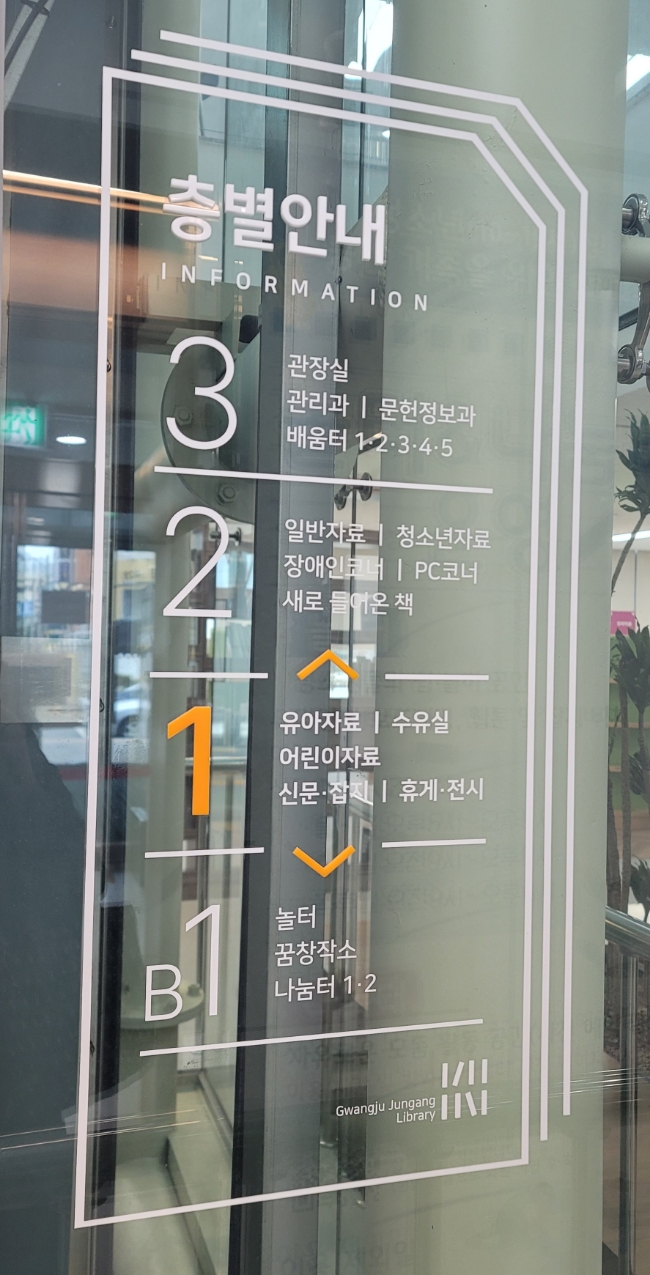 층별안내
INFORMATION
3
관장실
관리과 | 문헌정보과
배움터 1·2·3·4·5
2
일반자료 | 청소년자료
장애인코너 | PC코너
새로 들어온 책
1
유아자료 | 수유실
어린이자료
신문·잡지 | 휴게·전시
B1
놀터
꿈창작소
나눔터 1·2
Gwangju Jungang
Library